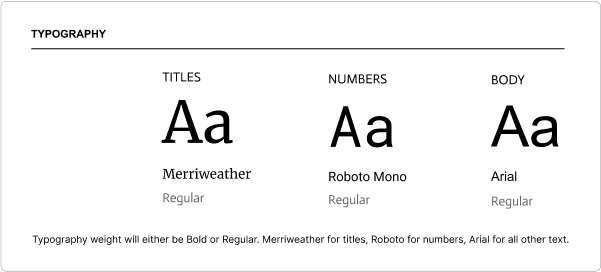 TYPOGRAPHY
TITLES
NUMBERS
BODY
Aa
Aa
Aa
Merriweather
Roboto Mono
Arial
Regular
Regular
Regular
Typography weight will either be Bold or Regular. Merriweather for titles, Roboto for numbers, Arial for all other text.